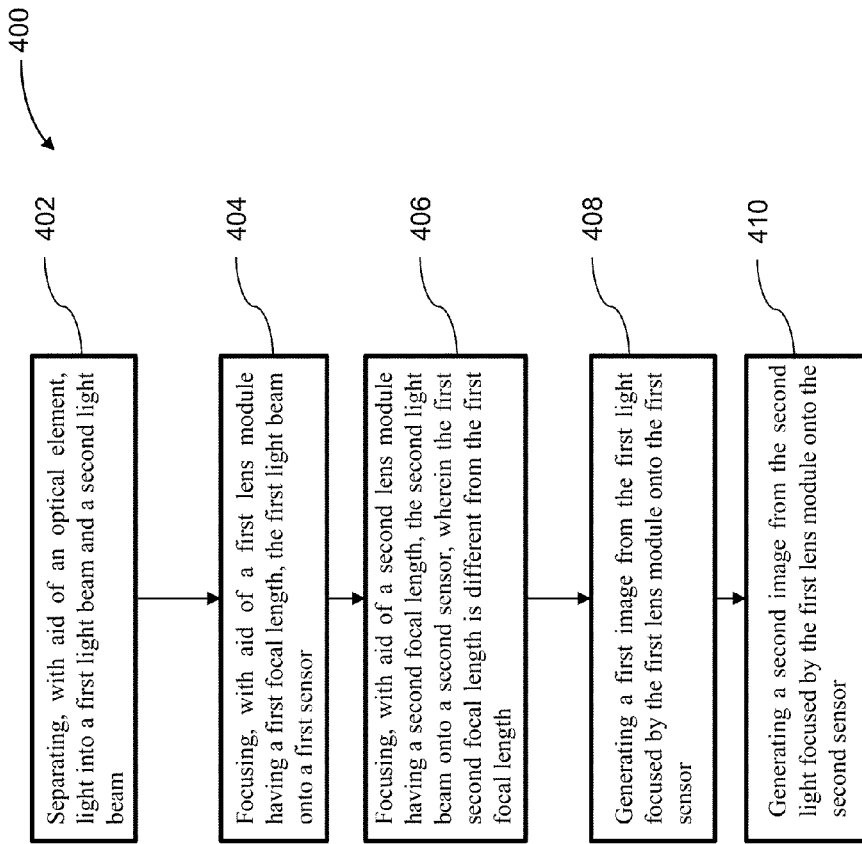 400
402
Separating, with aid of an optical element,
light into a first light beam and a second light
beam
404
Focusing, with aid of a first lens module
having a first focal length, the first light beam
onto a first sensor
406
Focusing, with aid of a second lens module
having a second focal length, the second light
beam onto a second sensor, wherein the first
second focal length is different from the first
focal length
408
Generating a first image from the first light
focused by the first lens module onto the first
sensor
410
Generating a second image from the second
light focused by the first lens module onto the
second sensor